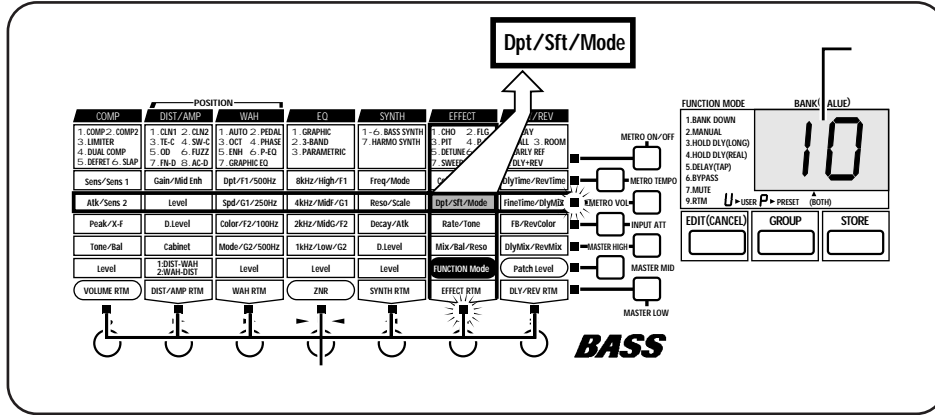 Dpt/Sft/Mode
POSITION
COMP DIST/AMP WAH EQ SYNTH EFFECT /REV
1.COMP 2.COMP2
3.LIMITER
4.DUAL COMP
5.DEFRET 6.SLAP
1.CLN1 2.CLN2
3.TE-C 4.SW-C
5.OD 6.FUZZ
7.FN-D 8.AC-D
1.AUTO 2.PEDAL
3.OCT 4.PHASE
5.ENH 6.P-EQ
7.GRAPHIC EQ
1.GRAPHIC
2.3-BAND
3.PARAMETRIC
1-6.BASS SYNTH
7.HARMO SYNTH
1.CHO 2.FLG
3.PIT 4.P
5.DETUNE 6
7.SWEEP
AY
ALL 3.ROOM
ARLY REF
DLY+REV
Sens/Sens 1 Gain/Mid Enh Dpt/F1/500Hz 8kHz/High/F1 Freq/Mode DlyTime/RevTime
Atk/Sens 2 Level Spd/G1/250Hz 4kHz/MidF/G1 Reso/Scale Dpt/Sft/Mode FineTime/DlyMix
Peak/X-F D.Level Color/F2/100Hz 2kHz/MidG/F2 Decay/Atk Rate/Tone FB/RevColor
Tone/Bal Cabinet Mode/G2/500Hz 1kHz/Low/G2 D.Level Mix/Bal/Reso DlyMix/RevMix
Level 1:DIST-WAH Level Level Level FUNCTION Mode Patch Level
2:WAH-DIST
VOLUME RTM DIST/AMP RTM WAH RTM ZNR SYNTH RTM EFFECT RTM DLY/REV RTM
METRO ON/OFF
METRO TEMPO
METRO VOL
INPUT ATT
MASTER HIGH
MASTER MID
MASTER LOW
BASS
FUNCTION MODE BANK( ALUE)
1.BANK DOWN
2.MANUAL
3.HOLD DLY(LONG)
4.HOLD DLY(REAL)
5.DELAY(TAP)
6.BYPASS
7.MUTE
9.RTM U ▶ USER P ▶ PRESET (BOTH)
10
EDIT(CANCEL) GROUP STORE